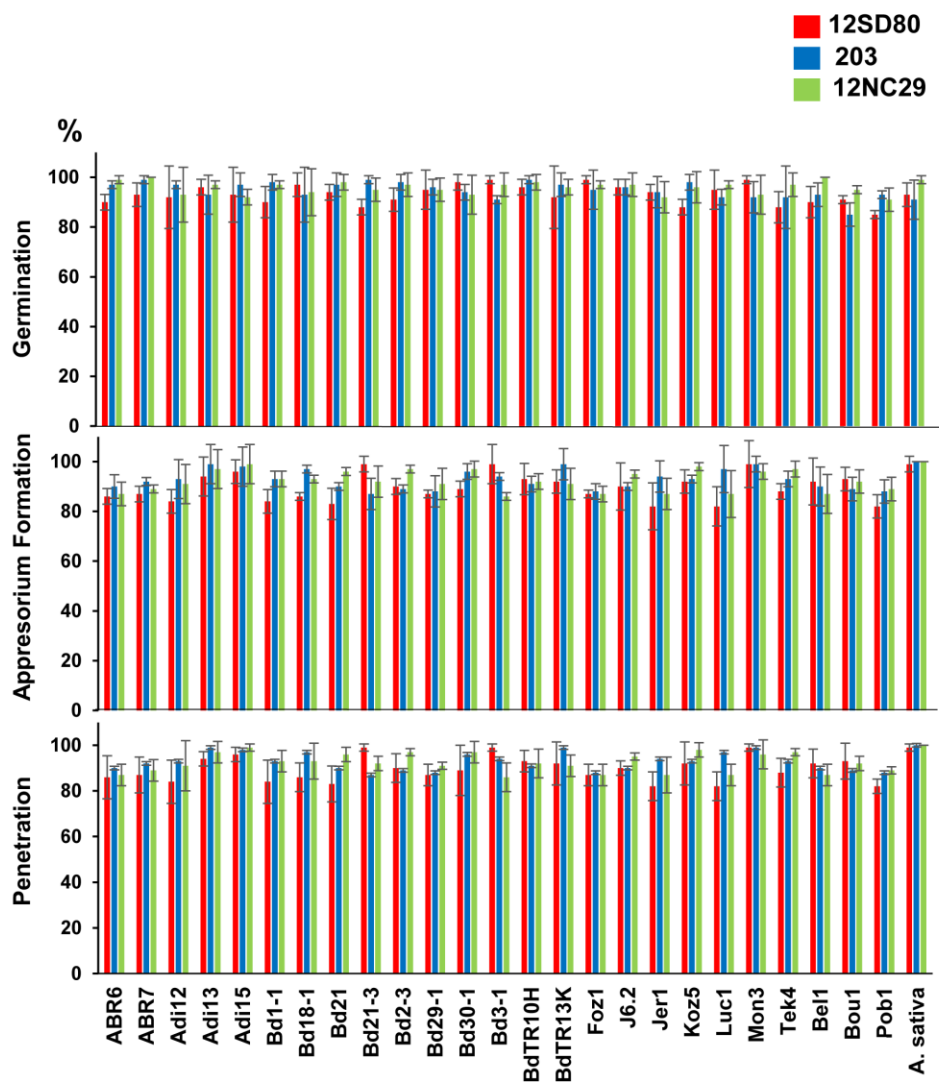 12SD80
203
12NC29
%
Germination
100
80
60
40
20
0
Appresorium Formation
100
80
60
40
20
0
Penetration
100
80
60
40
20
0
ABR6
ABR7
Adi12
Adi13
Adi15
Bd1-1
Bd18-1
Bd21
Bd21-3
Bd2-3
Bd29-1
Bd30-1
Bd3-1
BdTR10H
BdTR13K
Foz1
J6.2
Jer1
Koz5
Luc1
Mon3
Tek4
Bel1
Bou1
Pob1
A. sativa